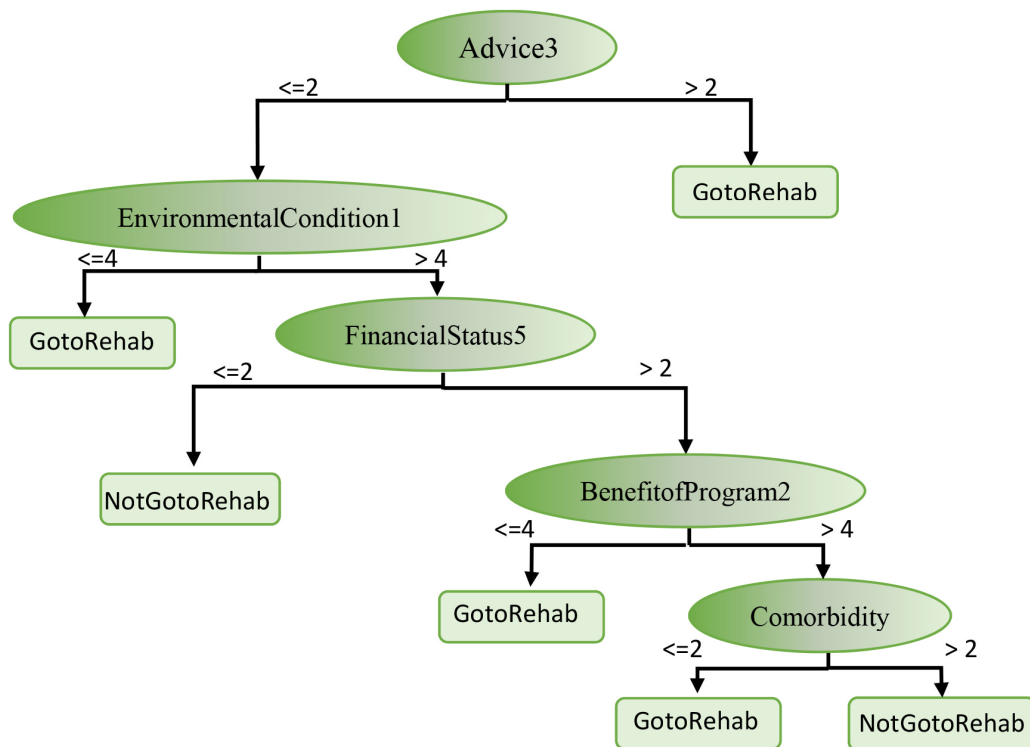 Advice3
<=2
> 2
GotoRehab
EnvironmentalCondition1
<=4
> 4
GotoRehab
FinancialStatus5
<=2
> 2
NotGotoRehab
BenefitofProgram2
<=4
> 4
GotoRehab
Comorbidity
<=2
> 2
GotoRehab
NotGotoRehab